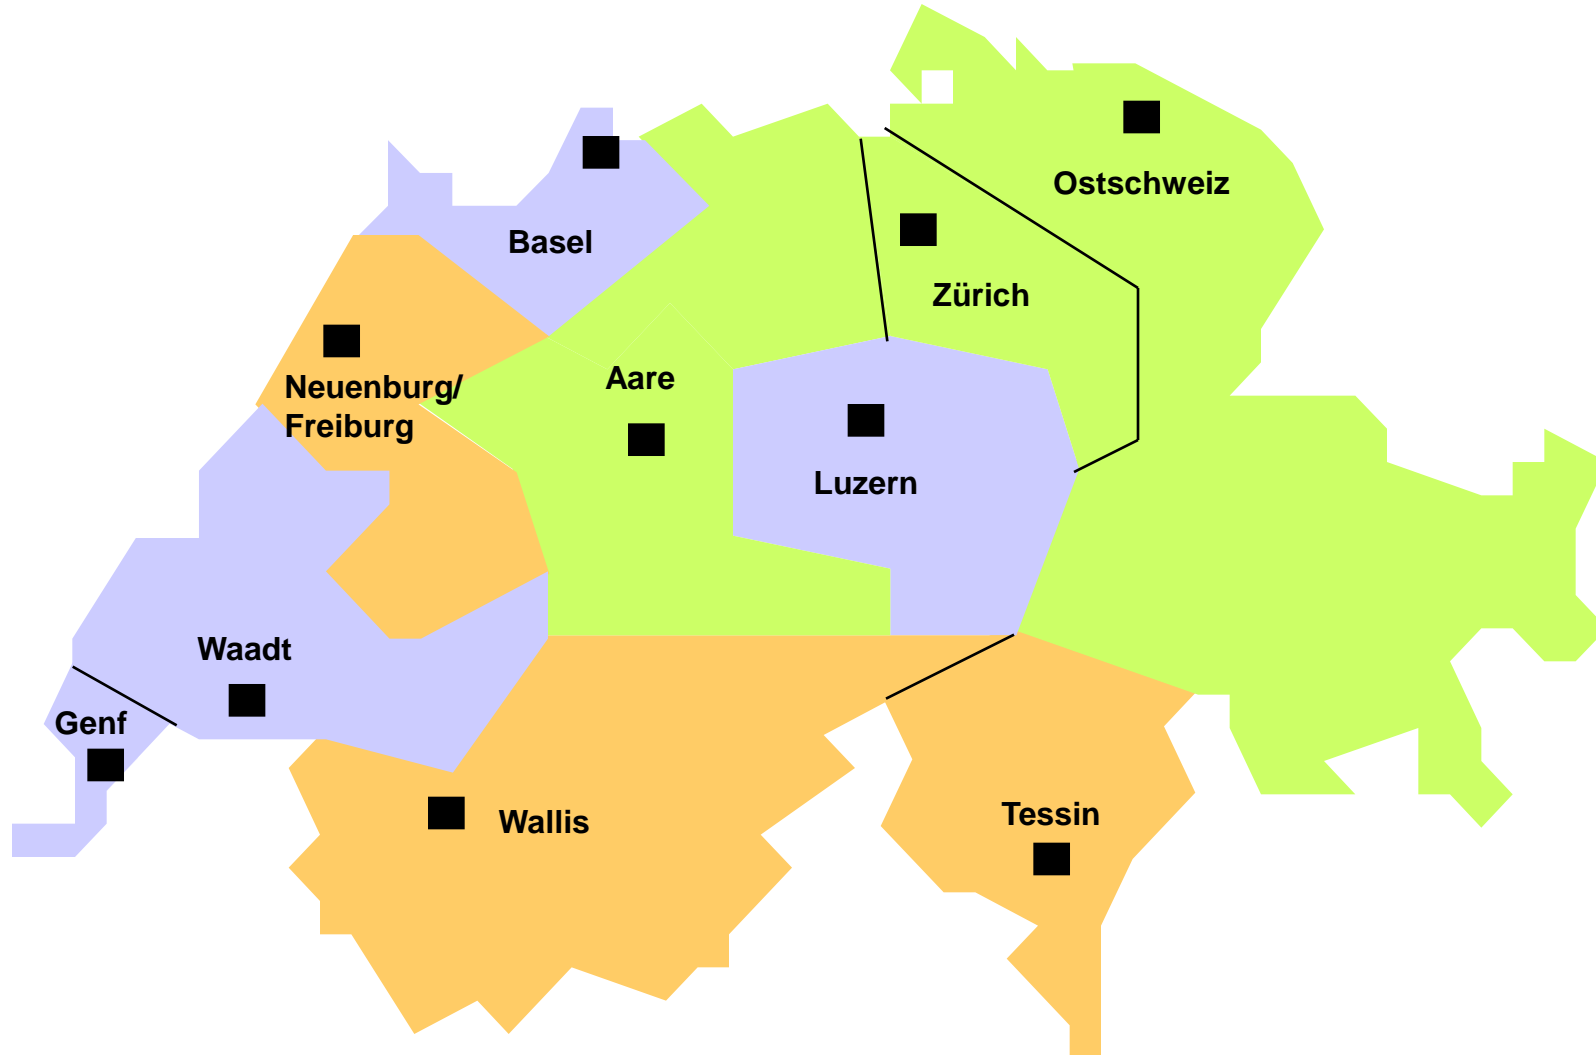 Ostschweiz
Basel
Zürich
Aare
Neuenburg/
Freiburg
Luzern
Waadt
Genf
Wallis
Tessin